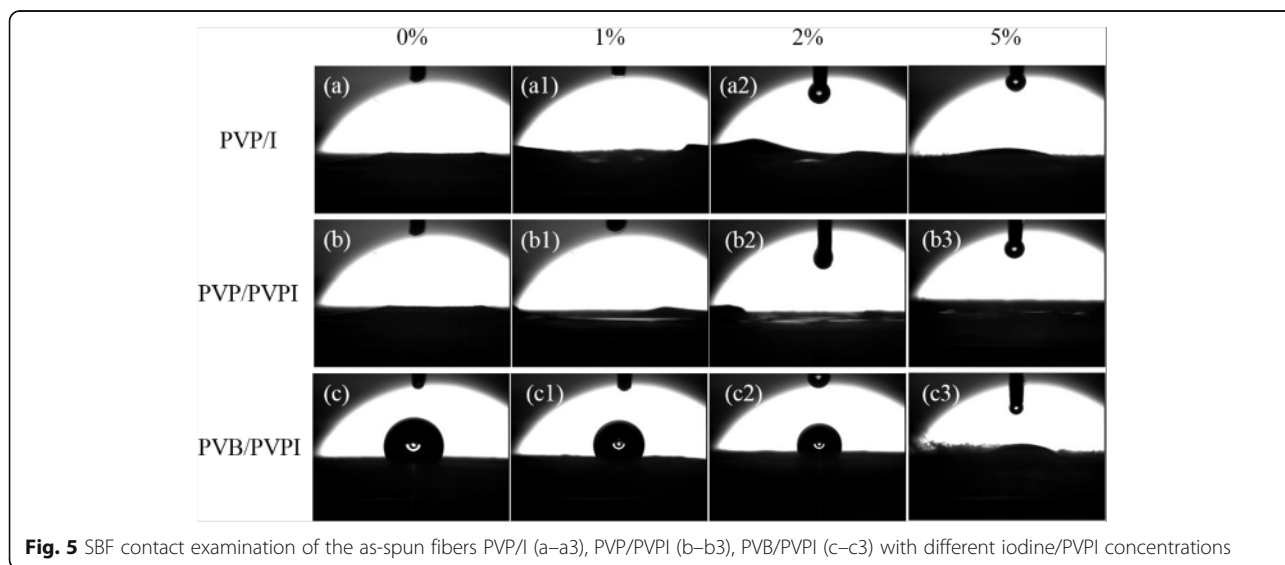 0% 1% 2% 5%
(a) (a1) (a2)
PVP/I
(b) (b1) (b2) (b3)
PVP/PVPI
(c) (c1) (c2) (c3)
PVB/PVPI
Fig. 5 SBF contact examination of the as-spun fibers PVP/I (a–a3), PVP/PVPI (b–b3), PVB/PVPI (c–c3) with different iodine/PVPI concentrations